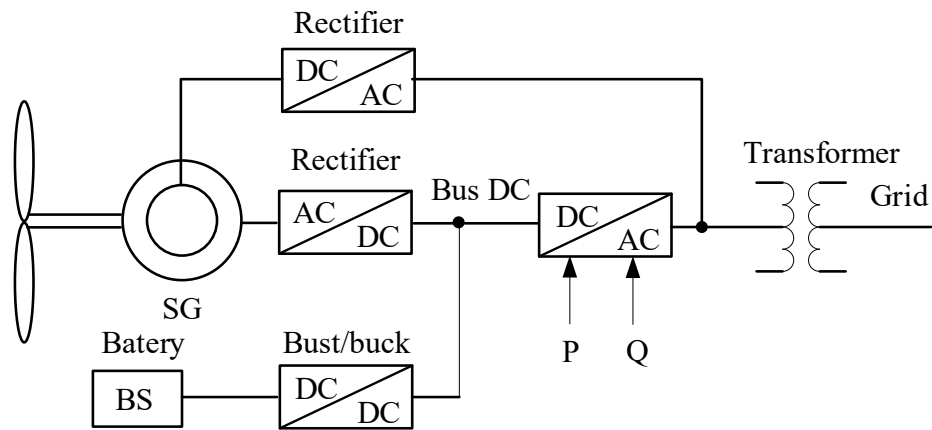 Rectifier
DC
AC
Rectifier
Transformer
AC
DC
Bus DC
DC
AC
Grid
SG
P
Q
Batery
Bust/buck
BS
DC
DC